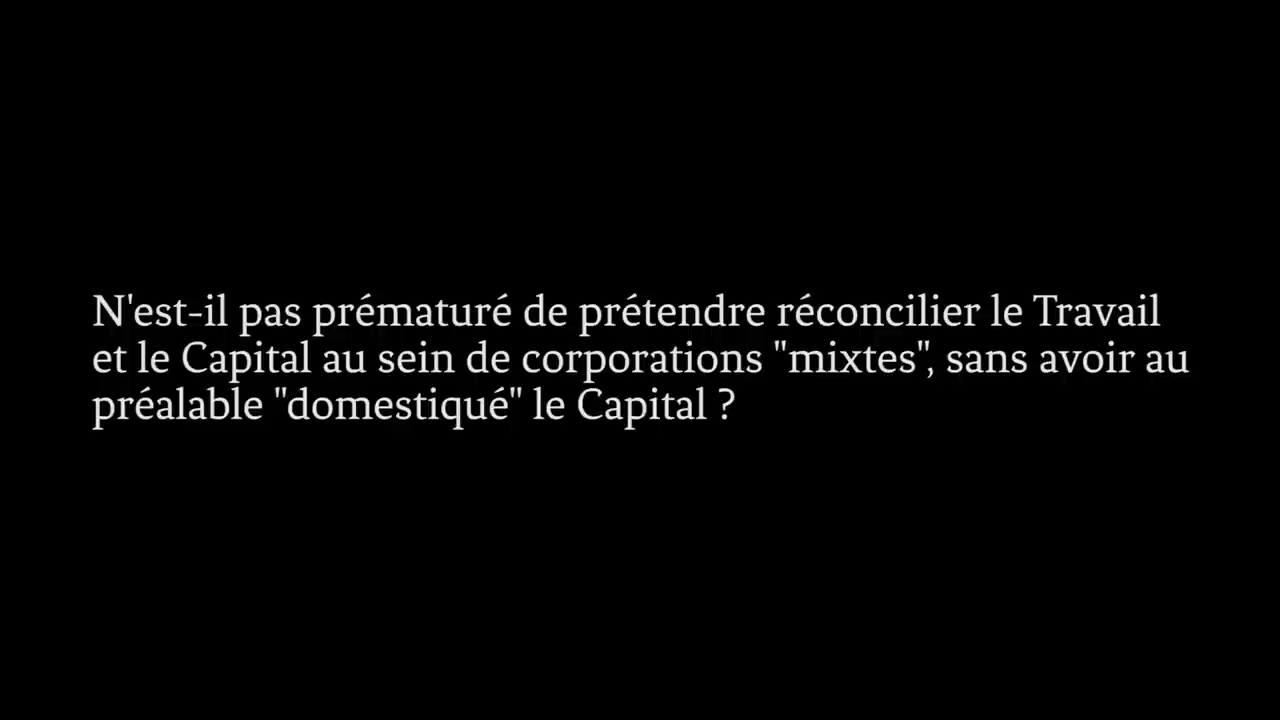 N'est-il pas prématuré de prétendre réconcilier le Travail
et le Capital au sein de corporations "mixtes", sans avoir au
préalable "domestiqué" le Capital ?